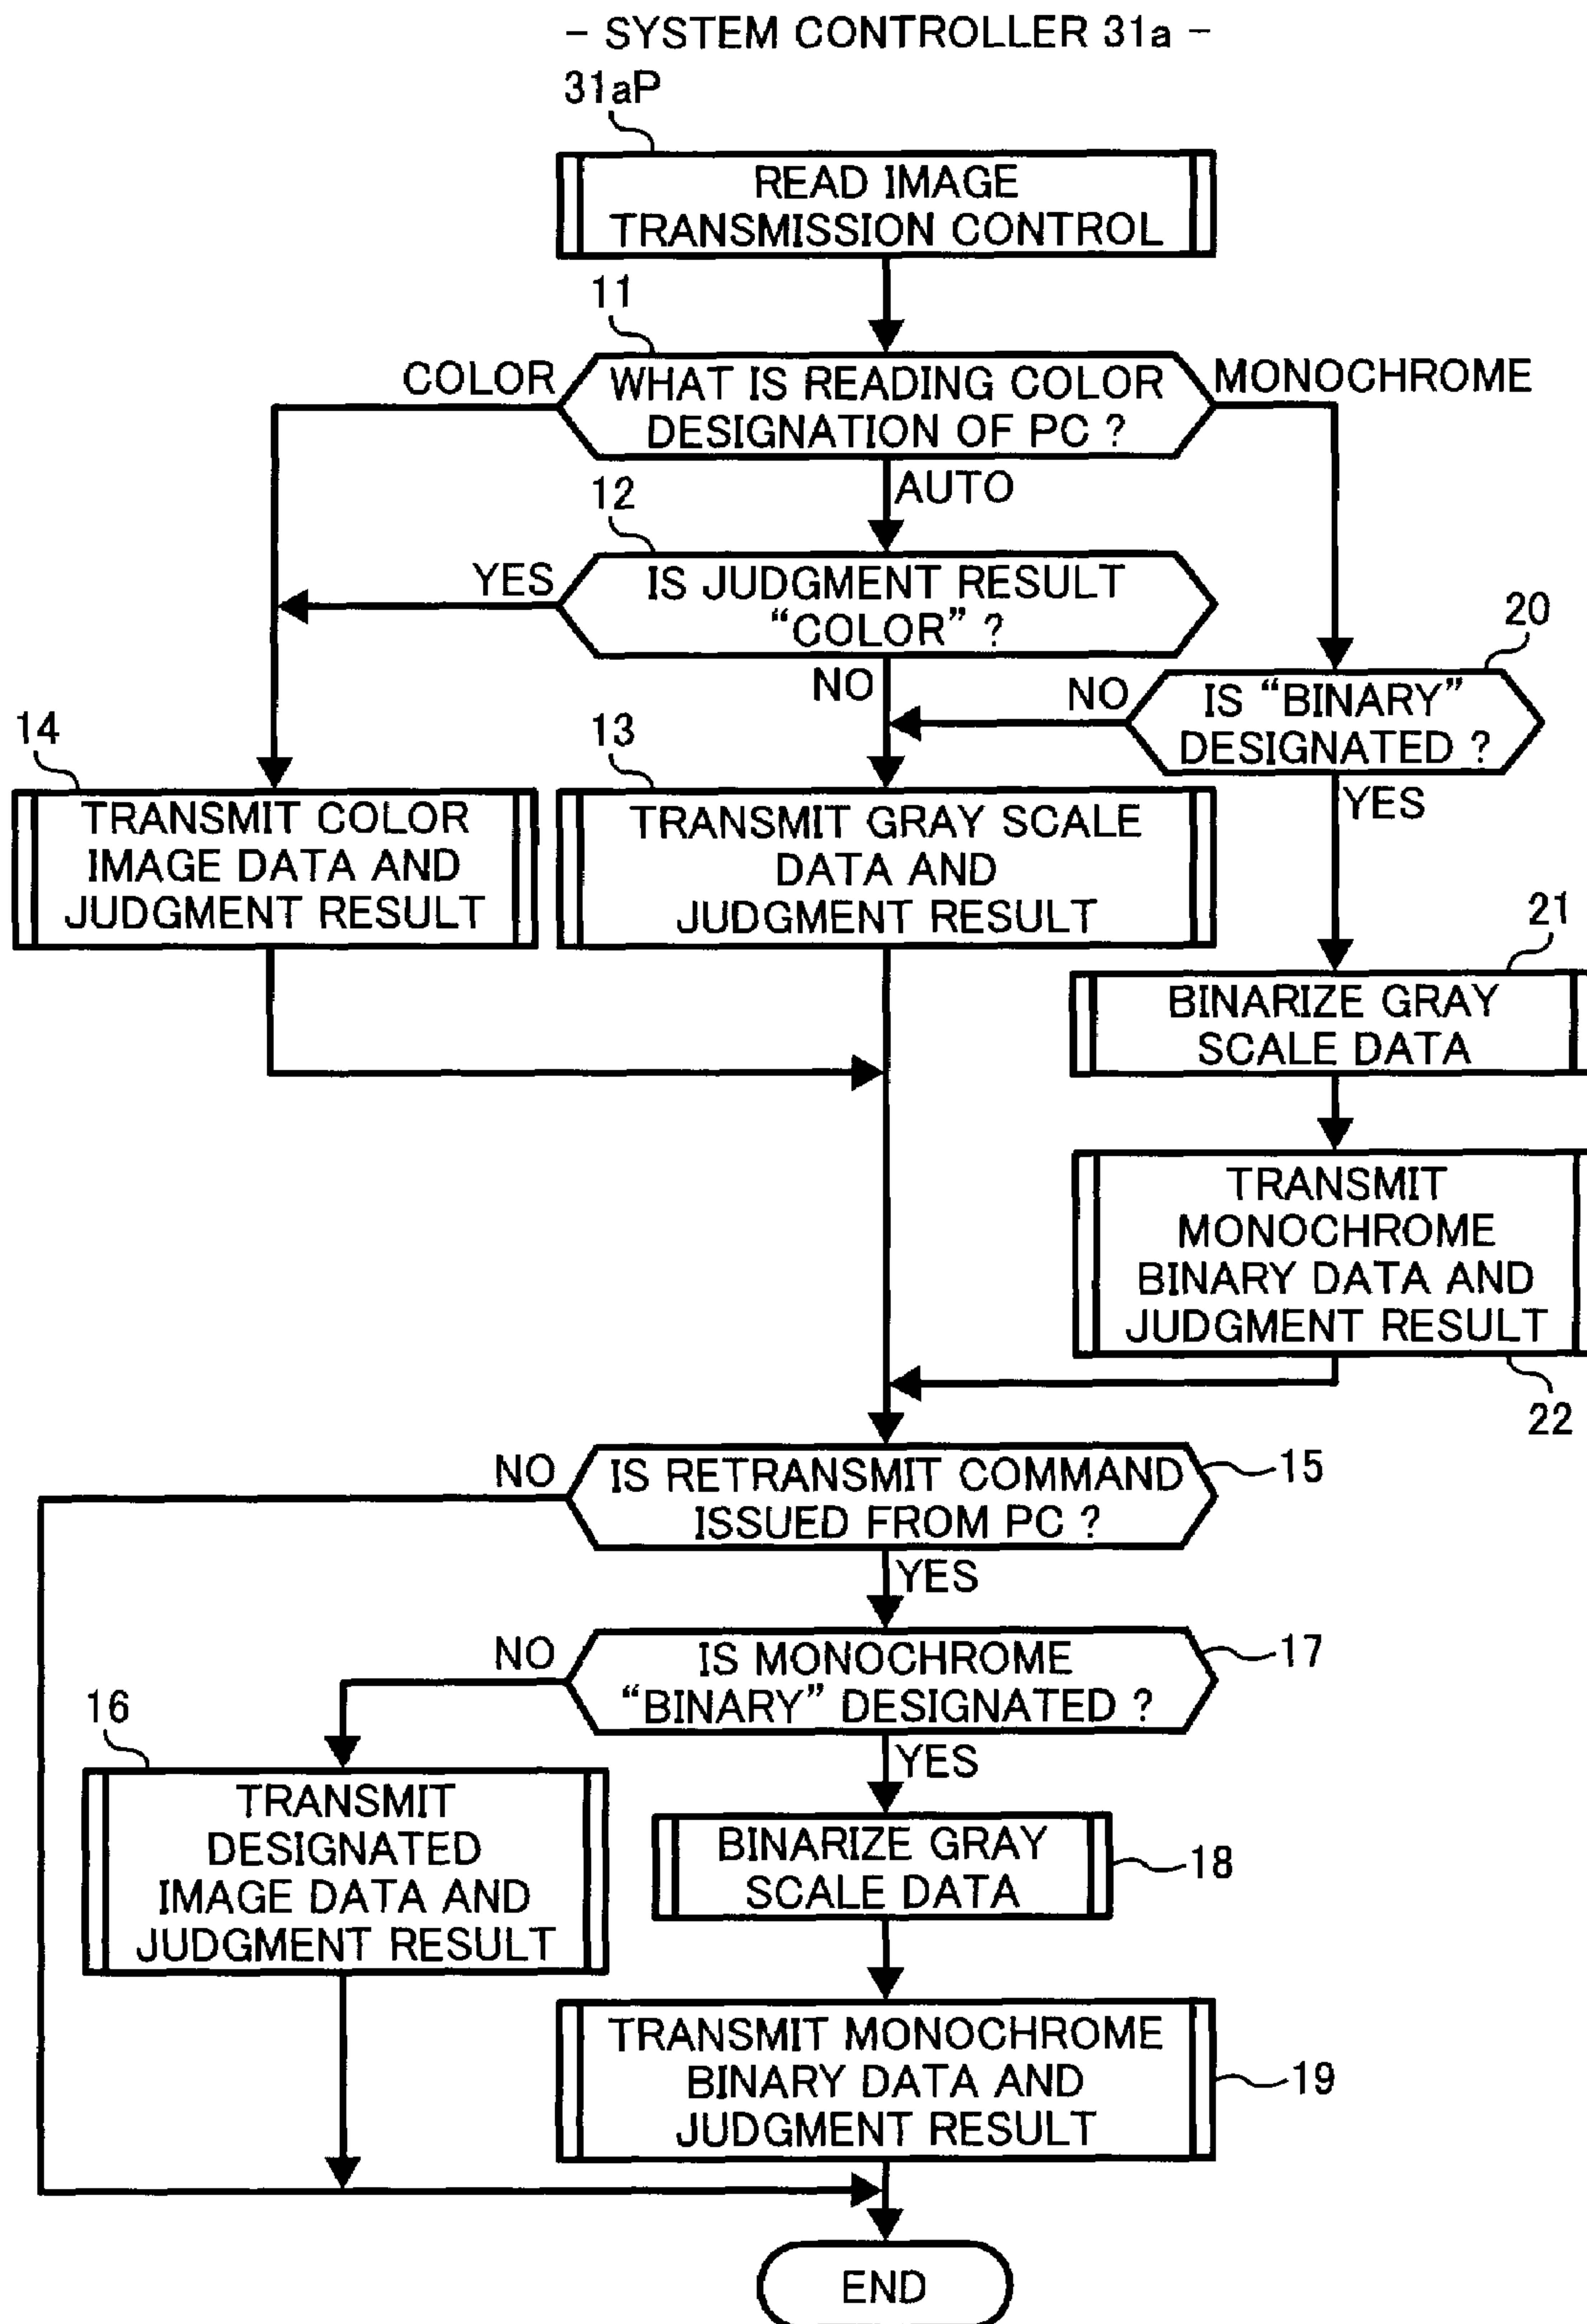 - SYSTEM CONTROLLER 31a -
31aP
READ IMAGE
TRANSMISSION CONTROL
11
COLOR
WHAT IS READING COLOR
DESIGNATION OF PC ?
MONOCHROME
AUTO
12
YES
IS JUDGMENT RESULT
“COLOR” ?
NO
20
NO
IS “BINARY”
DESIGNATED ?
YES
14
TRANSMIT COLOR
IMAGE DATA AND
JUDGMENT RESULT
13
TRANSMIT GRAY SCALE
DATA AND
JUDGMENT RESULT
21
BINARIZE GRAY
SCALE DATA
TRANSMIT
MONOCHROME
BINARY DATA AND
JUDGMENT RESULT
22
NO
IS RETRANSMIT COMMAND
ISSUED FROM PC ?
15
YES
NO
IS MONOCHROME
“BINARY” DESIGNATED ?
17
YES
16
TRANSMIT
DESIGNATED
IMAGE DATA AND
JUDGMENT RESULT
BINARIZE GRAY
SCALE DATA
18
TRANSMIT MONOCHROME
BINARY DATA AND
JUDGMENT RESULT
19
END